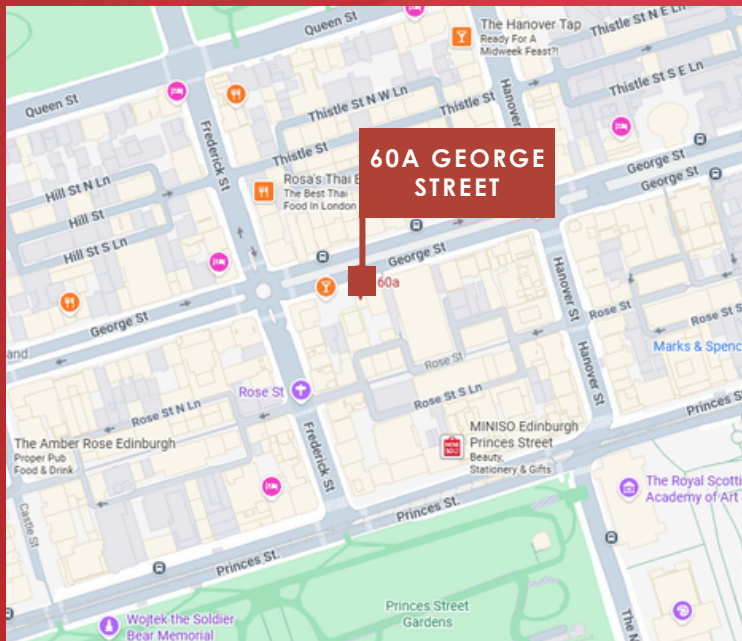 Queen St
The Hanover Tap
Ready For A
Midweek Feast?!
Thistle St N E Ln
Queen St
Thistle St N W Ln
Thistle St
Hanover
Thistle St S E Ln
Frederick St
Thistle St
60A GEORGE
STREET
George St
George St
Hill St N Ln
Hill St
Hill St S Ln
Rosa's Thai
The Best Thai
Food In London
George St
60a
Hanover St
George St
Rose St
Rose St S
Marks & Spenc
and
Rose St
Rose St
Rose St S Ln
Hanover St
Princes S
Rose St N Ln
The Amber Rose Edinburgh
Proper Pub
Food & Drink
Frederick St
MINISO Edinburgh
Princes Street
Beauty,
Stationery & Gifts
MINI
SO
The Royal Scotti
Academy of Art
Castle St
Princes St.
Princes St.
Princes Street
Gardens
Wojtek the Soldier
Bear Memorial
The M